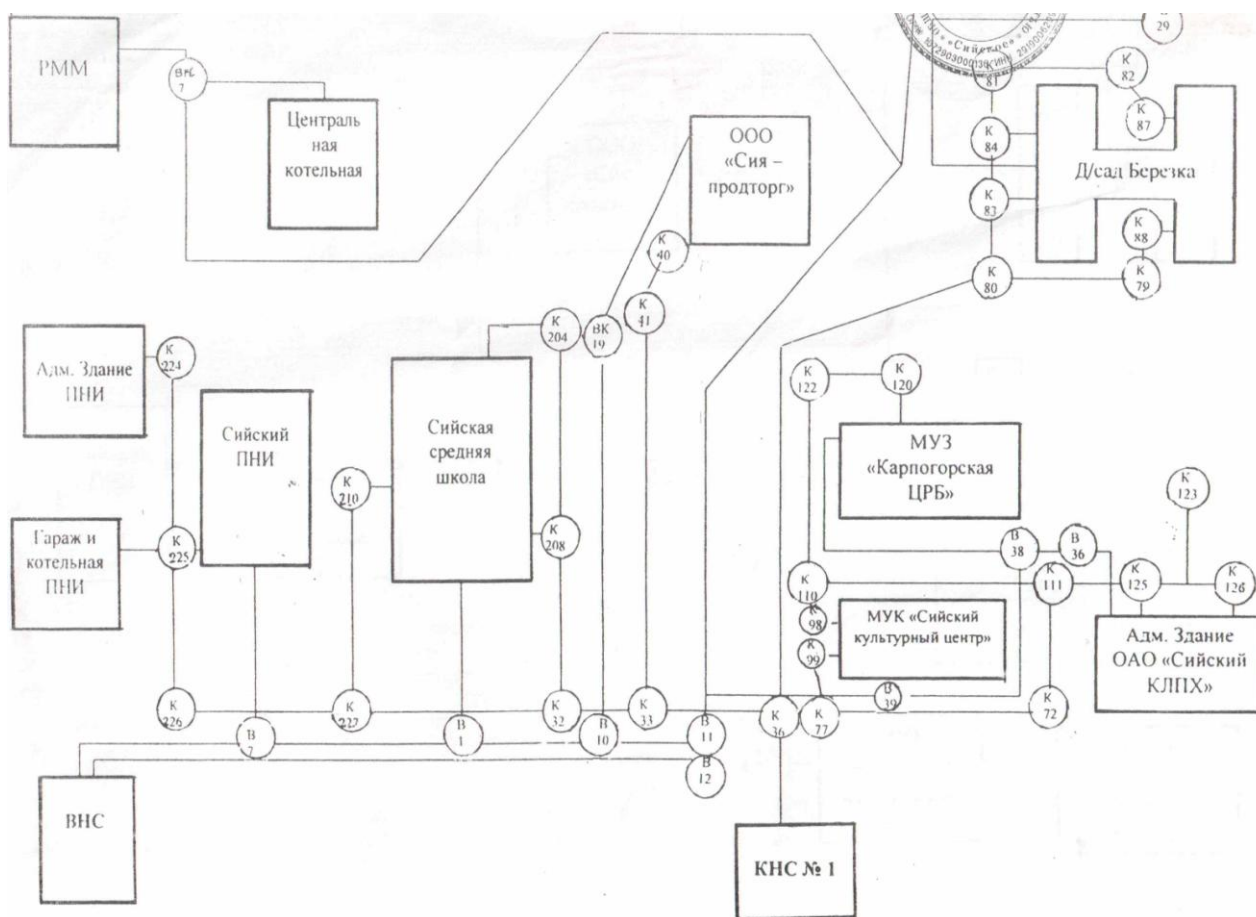 РММ
Централь
ная
котельная
ООО
«Сия –
продторг»
29
«Сийское»
81
К
82
К
87
К
84
Д/сад Березка
К
83
К
88
К
80
К
79
К
40
К
41
К
204
ВК
19
К
224
Адм. Здание
ПНИ
Сийский
ПНИ
Сийская
средняя
школа
К
210
К
208
К
225
Гараж и
котельная
ПНИ
К
122
К
120
МУЗ
«Карпогорская
ЦРБ»
К
123
В
38
В
36
К
110
К
111
К
125
К
126
К
98
К
99
МУК «Сийский
культурный центр»
Адм. Здание
ОАО «Сийский
КЛПХ»
В
39
К
226
К
227
К
32
К
33
К
36
К
77
К
72
В
7
В
1
В
10
В
11
В
12
ВНС
КНС № 1